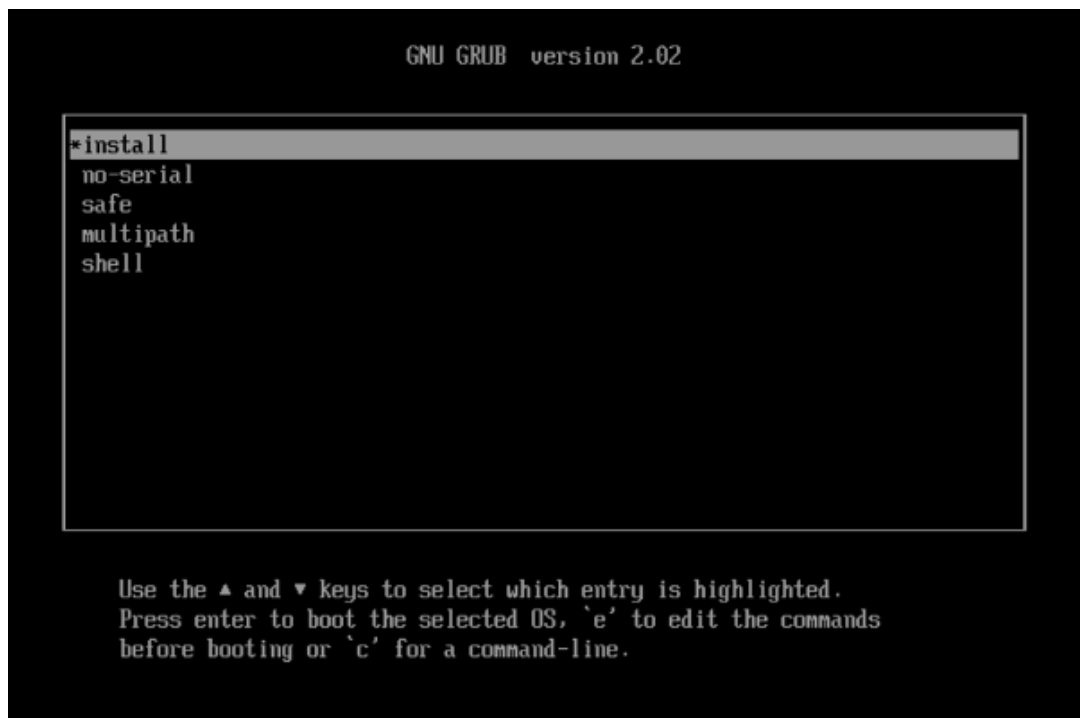 GNU GRUB  version 2.02
*install
no-serial
safe
multipath
shell
Use the ▲ and ▼ keys to select which entry is highlighted.
Press enter to boot the selected OS, `e' to edit the commands
before booting or `c' for a command-line.